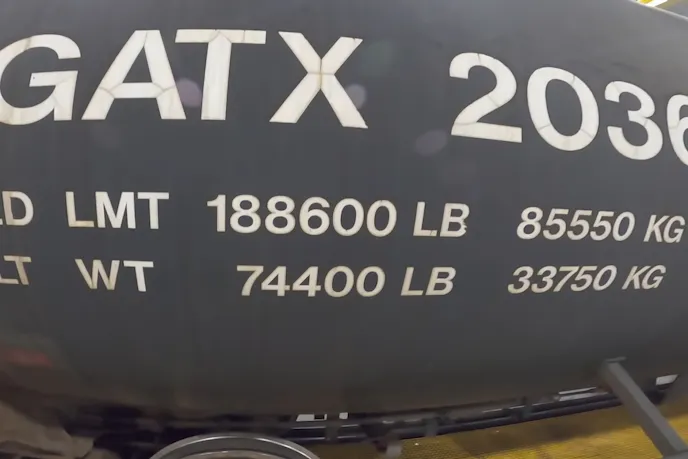 GATX 2036
LD LMT 188600 LB 85550 KG
LT WT 74400 LB 33750 KG